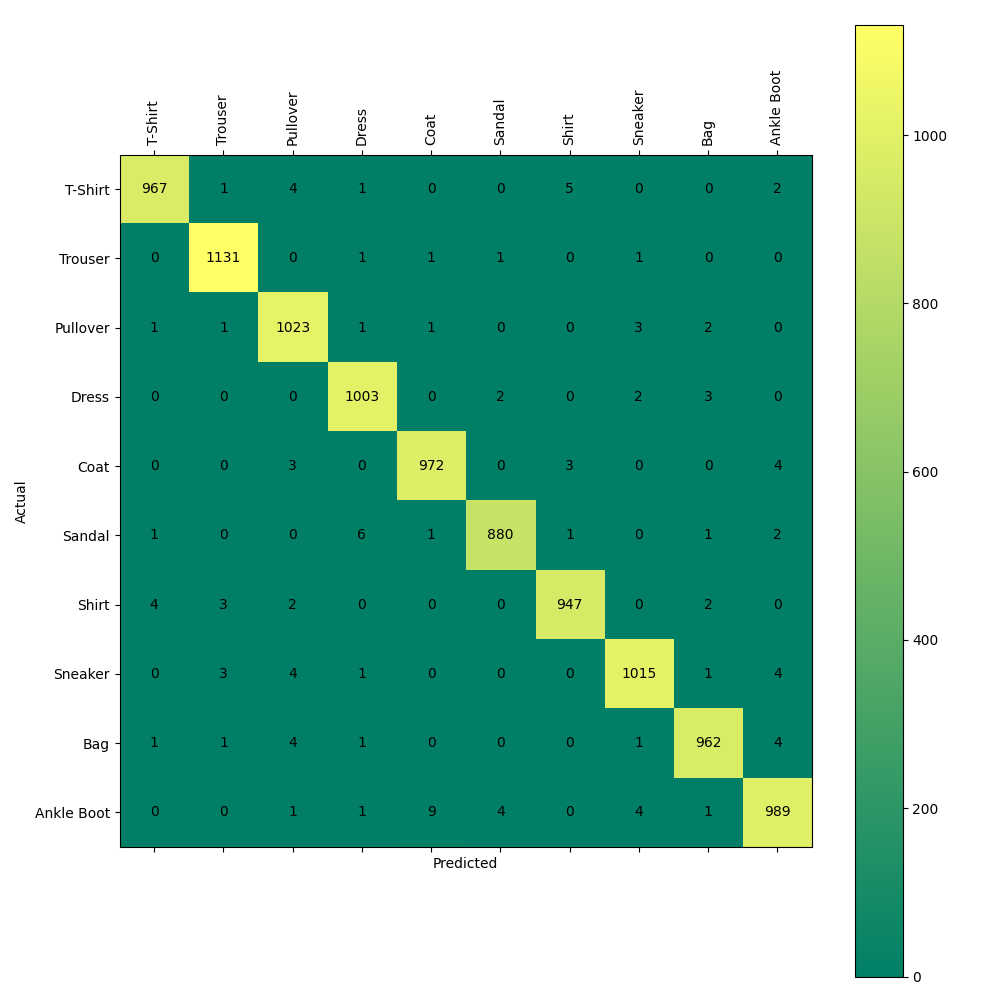 T-Shirt Trouser Pullover Dress Coat Sandal Shirt Sneaker Bag Ankle Boot
T-Shirt 967 1 4 1 0 0 5 0 0 2
Trouser 0 1131 0 1 1 1 0 1 0 0
Pullover 1 1 1023 1 1 0 0 3 2 0
Dress 0 0 0 1003 0 2 0 2 3 0
Coat 0 0 3 0 972 0 3 0 0 4
Sandal 1 0 0 6 1 880 1 0 1 2
Shirt 4 3 2 0 0 0 947 0 2 0
Sneaker 0 3 4 1 0 0 0 1015 1 4
Bag 1 1 4 1 0 0 0 1 962 4
Ankle Boot 0 0 1 1 9 4 0 4 1 989
Actual
Predicted
1000
800
600
400
200
0